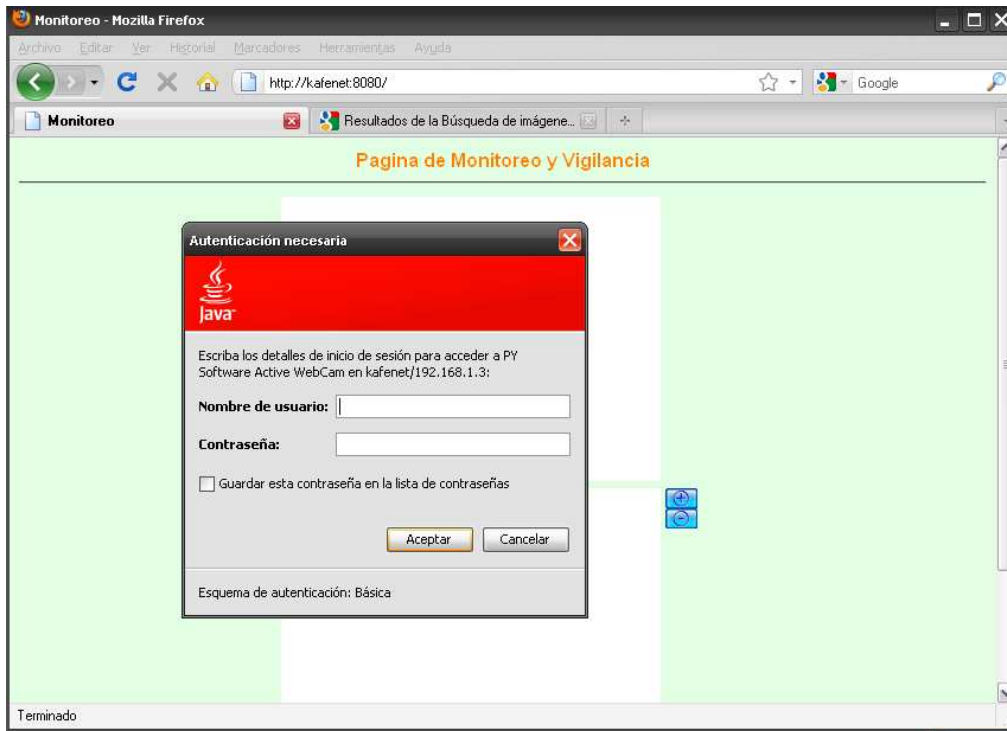 Monitoreo - Mozilla Firefox
Archivo Editar Ver Historial Marcadores Herramientas Ayuda
http://kafenet:8080/
Google
Monitoreo
Resultados de la Búsqueda de imágene...
Pagina de Monitoreo y Vigilancia
Autenticación necesaria
Java
Escriba los detalles de inicio de sesión para acceder a PY
Software Active WebCam en kafenet/192.168.1.3:
Nombre de usuario:
Contraseña:
Guardar esta contraseña en la lista de contraseñas
Aceptar Cancelar
Esquema de autenticación: Básica
Terminado